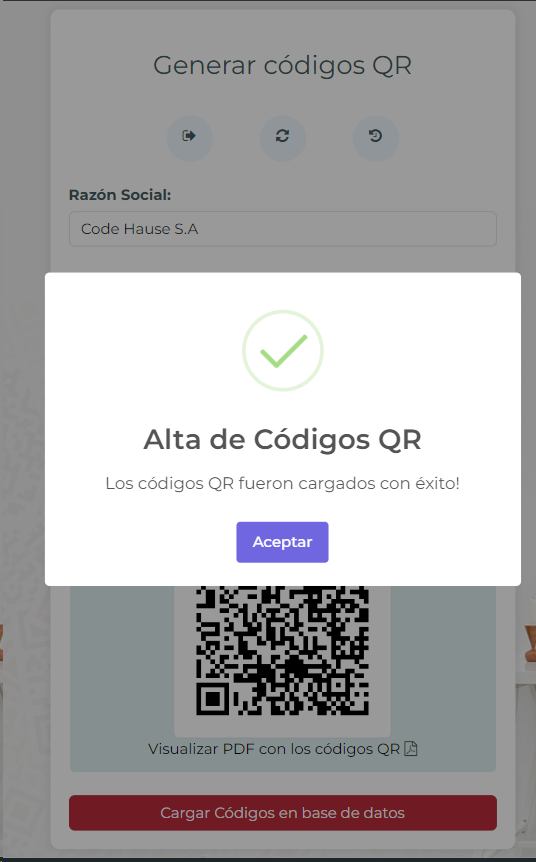 Generar códigos QR
Razón Social:
Code Hause S.A
Alta de Códigos QR
Los códigos QR fueron cargados con éxito!
Aceptar
Visualizar PDF con los códigos QR
Cargar Códigos en base de datos